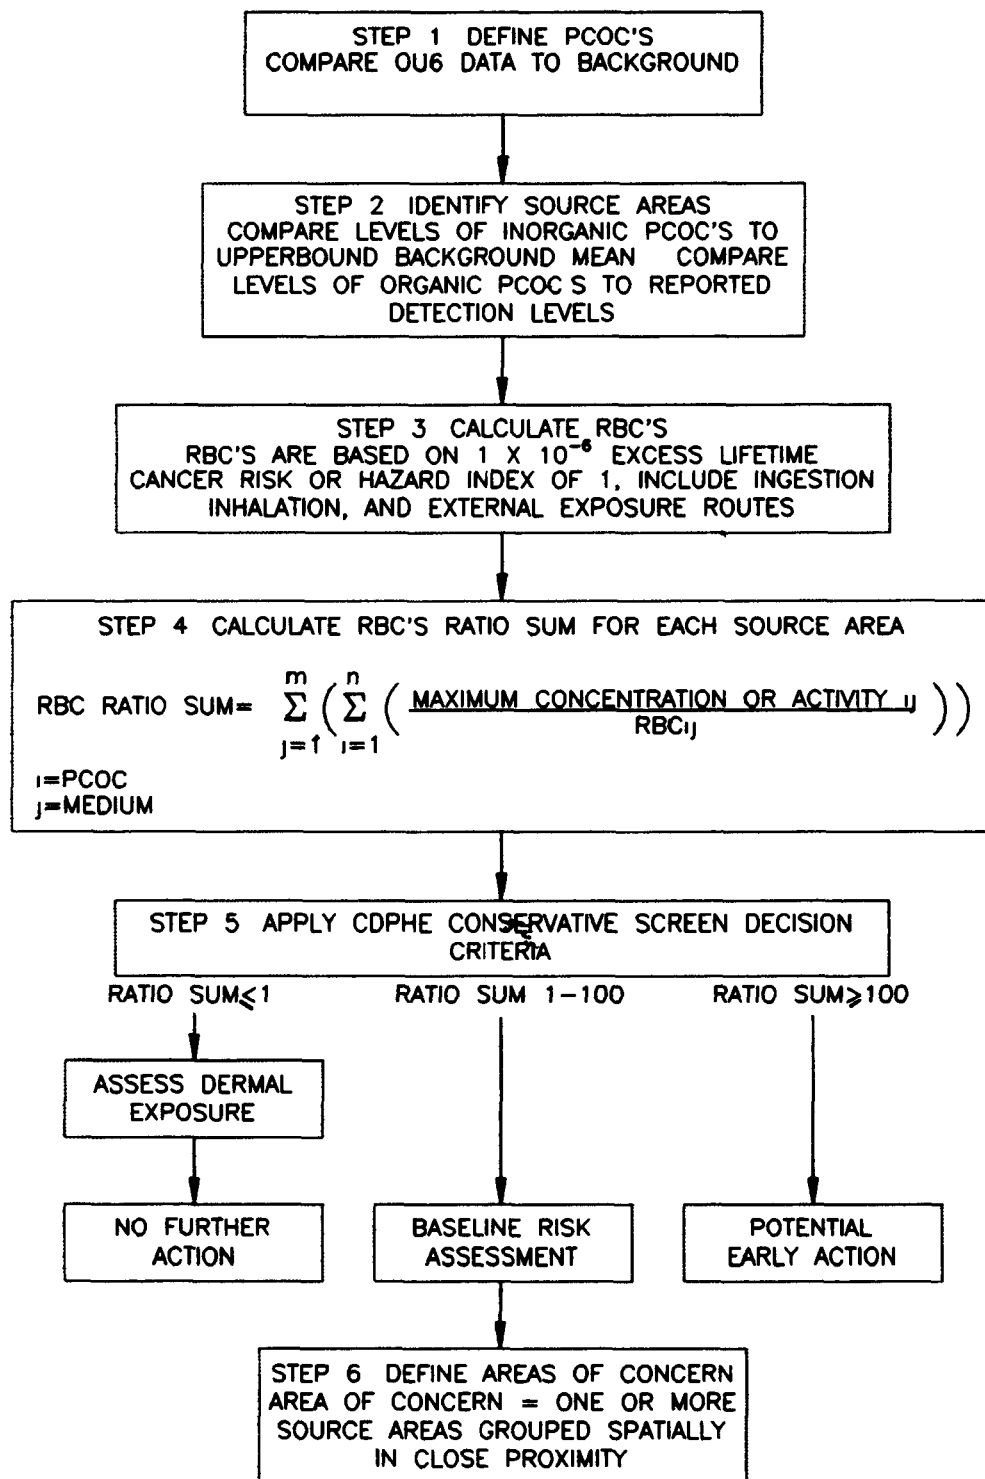 STEP 1 DEFINE PCOC'S
COMPARE OU6 DATA TO BACKGROUND
STEP 2 IDENTIFY SOURCE AREAS
COMPARE LEVELS OF INORGANIC PCOC'S TO
UPPERBOUND BACKGROUND MEAN COMPARE
LEVELS OF ORGANIC PCOC S TO REPORTED
DETECTION LEVELS
STEP 3 CALCULATE RBC'S
RBC'S ARE BASED ON 1 X 10⁻⁶ EXCESS LIFETIME
CANCER RISK OR HAZARD INDEX OF 1, INCLUDE INGESTION
INHALATION, AND EXTERNAL EXPOSURE ROUTES
STEP 4 CALCULATE RBC'S RATIO SUM FOR EACH SOURCE AREA
m n
RBC RATIO SUM= Σ ( Σ ( MAXIMUM CONCENTRATION OR ACTIVITY ij
RBCij ) )
j=1 i=1
i=PCOC
j=MEDIUM
STEP 5 APPLY CDPHE CONSERVATIVE SCREEN DECISION
CRITERIA
RATIO SUM⩽1 RATIO SUM 1-100 RATIO SUM⩾100
ASSESS DERMAL
EXPOSURE
NO FURTHER
ACTION
BASELINE RISK
ASSESSMENT
POTENTIAL
EARLY ACTION
STEP 6 DEFINE AREAS OF CONCERN
AREA OF CONCERN = ONE OR MORE
SOURCE AREAS GROUPED SPATIALLY
IN CLOSE PROXIMITY